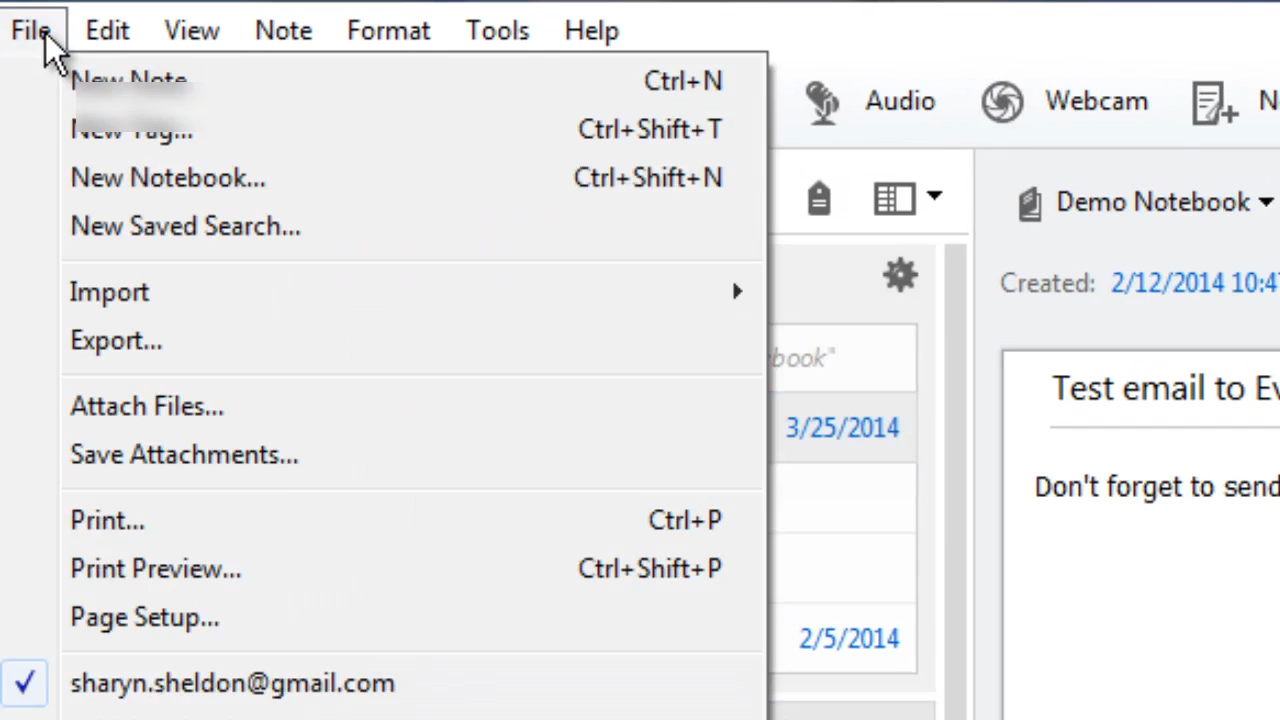 File Edit View Note Format Tools Help
New Note Ctrl+N
New Tag... Ctrl+Shift+T
New Notebook... Ctrl+Shift+N
New Saved Search...
Import
Export...
Attach Files...
Save Attachments...
Print... Ctrl+P
Print Preview... Ctrl+Shift+P
Page Setup...
sharyn.sheldon@gmail.com
Audio Webcam
Demo Notebook
Created: 2/12/2014 10:47
book"
3/25/2014
2/5/2014
Test email to Ev
Don't forget to send